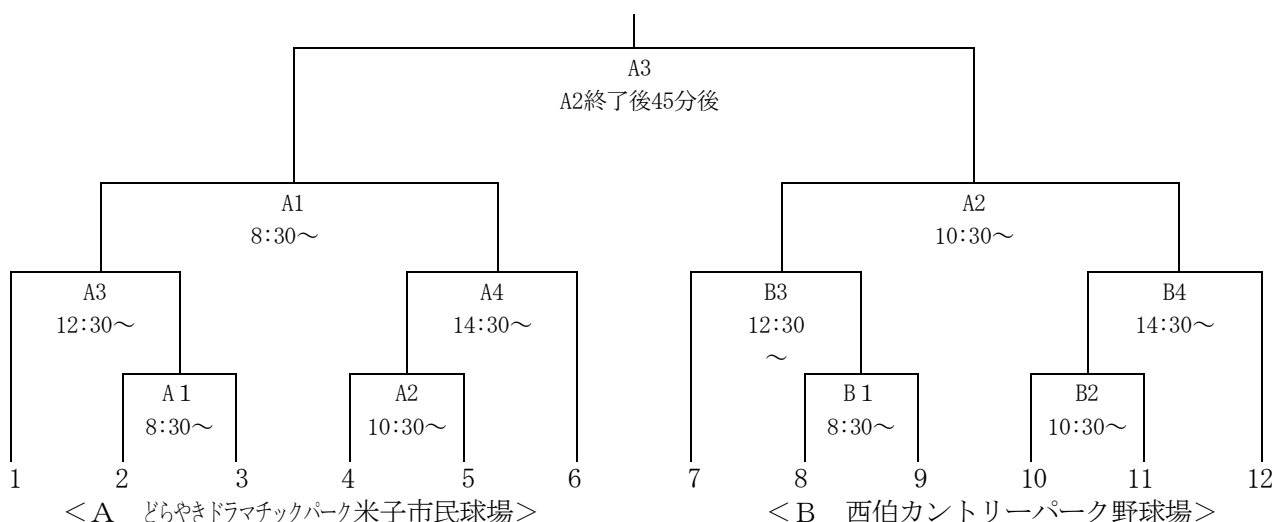 A3
A2終了後45分後
A1
8:30～
A2
10:30～
A3
12:30～
A4
14:30～
B3
12:30
～
B4
14:30～
A１
8:30～
A2
10:30～
B１
8:30～
B2
10:30～
1 2 3 4 5 6 7 8 9 10 11 12
＜Ａ　どらやきドラマチックパーク米子市民球場＞　＜Ｂ　西伯カントリーパーク野球場＞